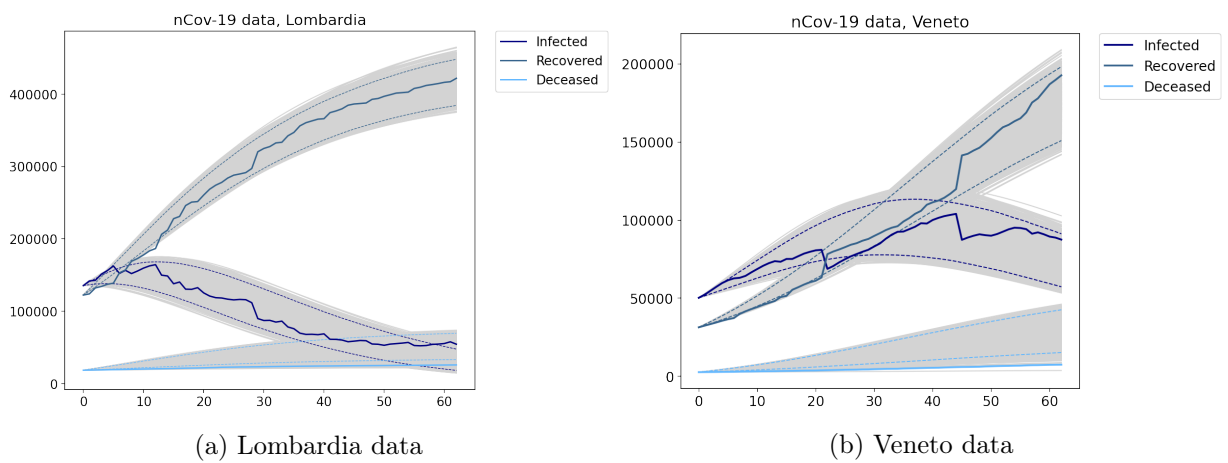 nCov-19 data, Lombardia
400000
300000
200000
100000
0
0 10 20 30 40 50 60
Infected
Recovered
Deceased
(a) Lombardia data
nCov-19 data, Veneto
200000
150000
100000
50000
0
0 10 20 30 40 50 60
Infected
Recovered
Deceased
(b) Veneto data